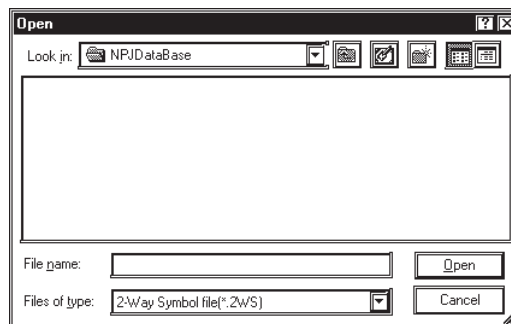 Open
Look in: NPJDataBase
File name:
Open
Files of type: 2-Way Symbol file(*.2WS)
Cancel